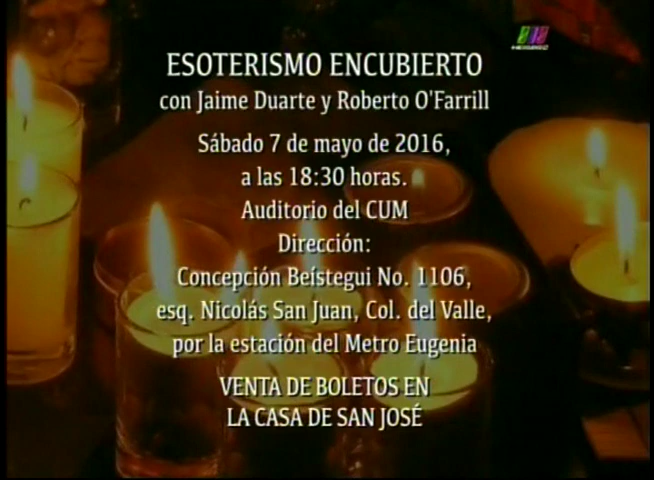 ESOTERISMO ENCUBIERTO
con Jaime Duarte y Roberto O'Farrill
Sábado 7 de mayo de 2016,
a las 18:30 horas.
Auditorio del CUM
Dirección:
Concepción Beístegui No. 1106,
esq. Nicolás San Juan, Col. del Valle,
por la estación del Metro Eugenia
VENTA DE BOLETOS EN
LA CASA DE SAN JOSÉ